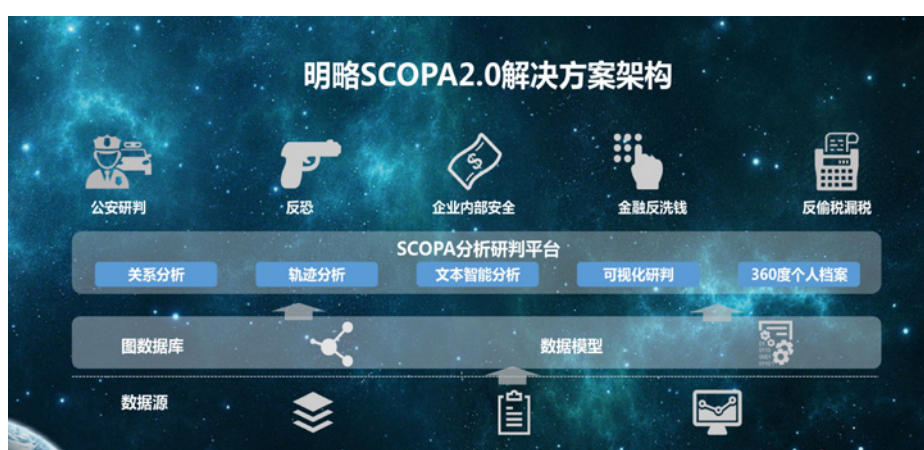 明略SCOPA2.0解决方案架构
公安研判
反恐
企业内部安全
金融反洗钱
反偷税漏税
SCOPA分析研判平台
关系分析
轨迹分析
文本智能分析
可视化研判
360度个人档案
图数据库
数据模型
数据源